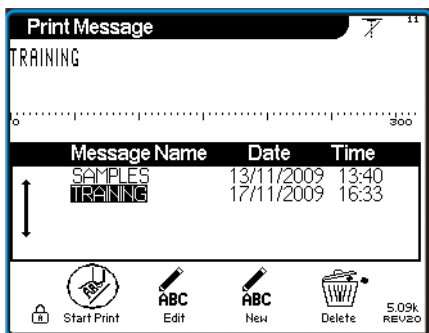 Print Message
11
TRAINING
0 300
Message Name Date Time
SAMPLES 13/11/2009 13:40
TRAINING 17/11/2009 16:33
ABC ABC
Start Print Edit New Delete
5.09k
REV20